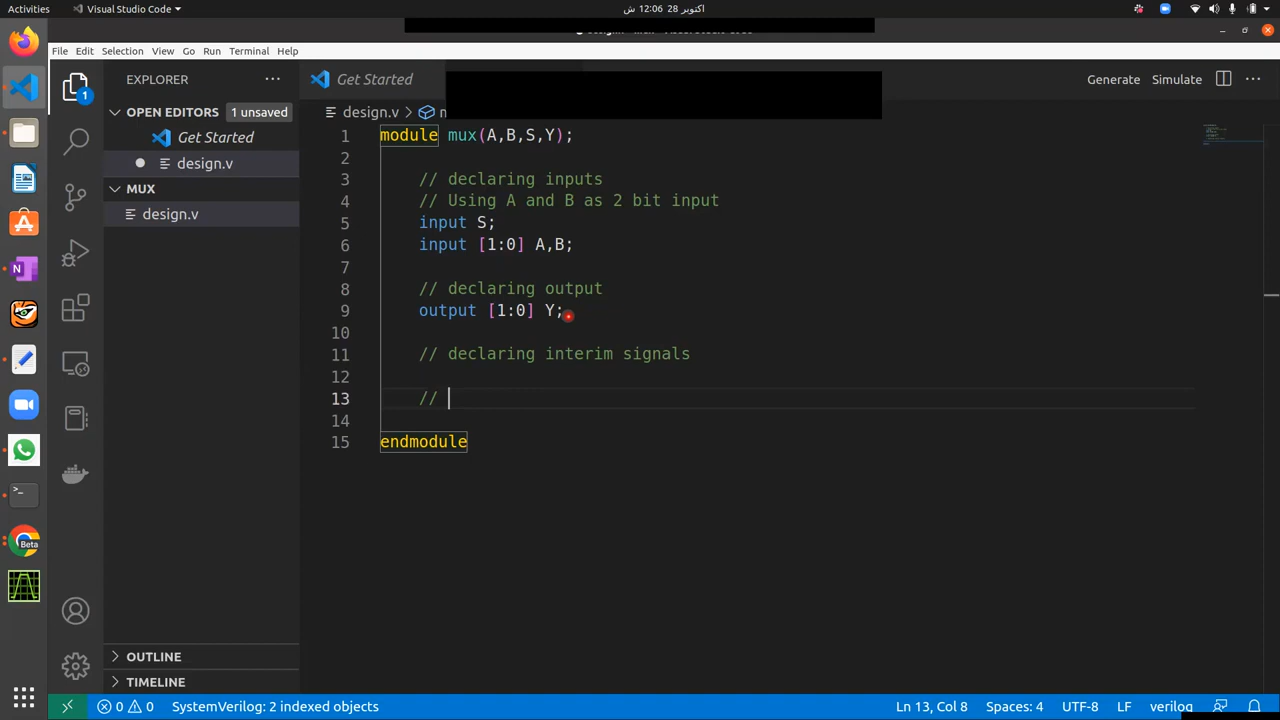 Activities
Visual Studio Code
اکتوبر 28 12:06 ش
File Edit Selection View Go Run Terminal Help
EXPLORER
Get Started
Generate Simulate
OPEN EDITORS 1 unsaved
design.v
Get Started
design.v
MUX
design.v
1 module mux(A,B,S,Y);
2
3 // declaring inputs
4 // Using A and B as 2 bit input
5 input S;
6 input [1:0] A,B;
7
8 // declaring output
9 output [1:0] Y;
10
11 // declaring interim signals
12
13 //
14
15 endmodule
1
Beta
OUTLINE
TIMELINE
0 0 SystemVerilog: 2 indexed objects
Ln 13, Col 8 Spaces: 4 UTF-8 LF verilog